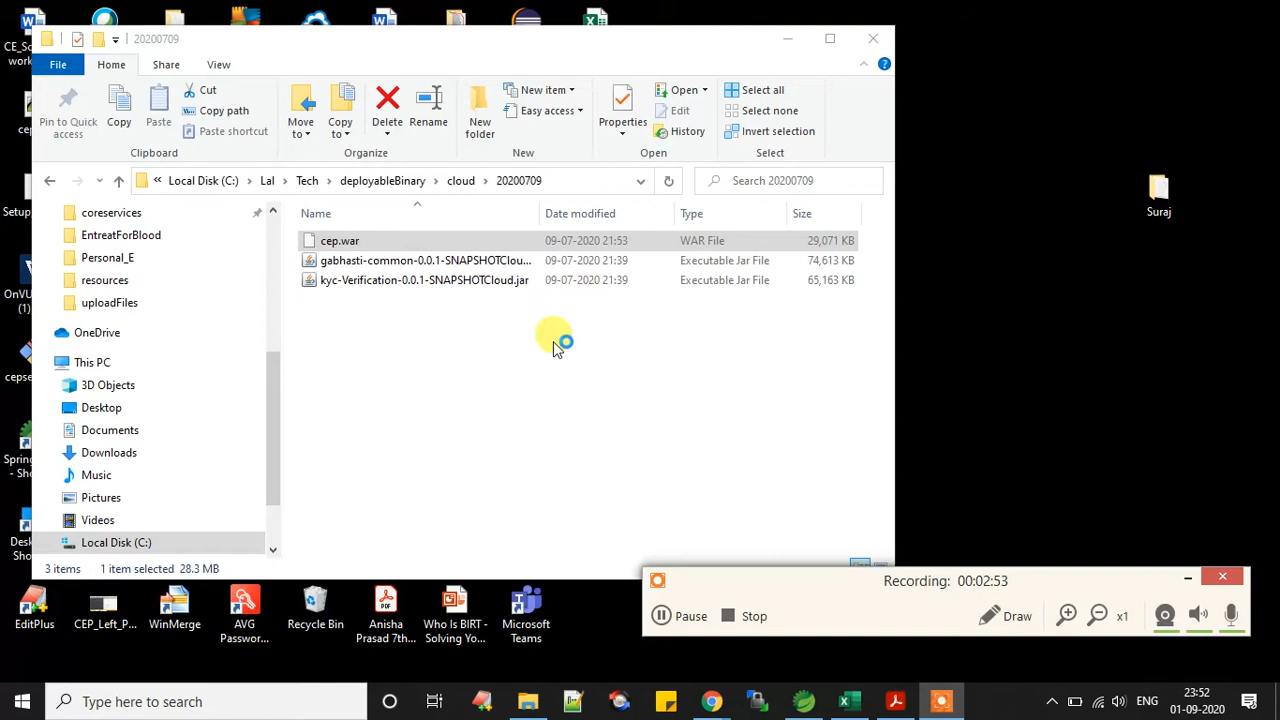 20200709
File Home Share View
Pin to Quick access
Copy
Paste
Cut
Copy path
Paste shortcut
Clipboard
Move to
Copy to
Delete
Rename
Organize
New folder
New item
Easy access
New
Properties
Open
Edit
History
Open
Select all
Select none
Invert selection
Select
« Local Disk (C:) › Lal › Tech › deployableBinary › cloud › 20200709
Search 20200709
Name Date modified Type Size
cep.war 09-07-2020 21:53 WAR File 29,071 KB
gabhasti-common-0.0.1-SNAPSHOTClou... 09-07-2020 21:39 Executable Jar File 74,613 KB
kyc-Verification-0.0.1-SNAPSHOTCloud.jar 09-07-2020 21:39 Executable Jar File 65,163 KB
coreservices
EntreatForBlood
Personal_E
resources
uploadFiles
OneDrive
This PC
3D Objects
Desktop
Documents
Downloads
Music
Pictures
Videos
Local Disk (C:)
3 items 1 item selected 28.3 MB
Suraj
Recording: 00:02:53
Pause Stop Draw x1
EditPlus
CEP_Left_P...
WinMerge
AVG Passwor...
Recycle Bin
Anisha Prasad 7th...
Who Is BIRT - Solving Yo...
Microsoft Teams
Type here to search
ENG
23:52
01-09-2020